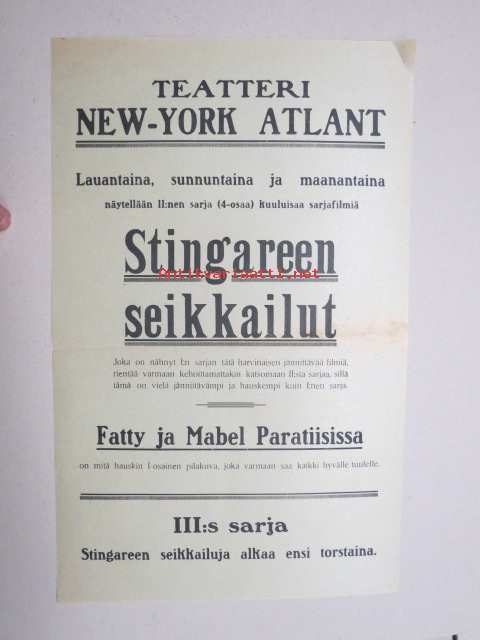 TEATTERI
NEW-YORK ATLANT
Lauantaina, sunnuntaina ja maanantaina
näytellään II:nen sarja (4-osaa) kuuluisaa sarjafilmiä
Stingareen
Antikvariaatti.net
seikkailut
Joka on nähnyt I:n sarjan tätä harvinaisen jännittävää filmiä,
rientää varmaan kehoittamattakin katsomaan II:sta sarjaa, sillä
tämä on vielä jännittävämpi ja hauskempi kuin I:nen sarja.
Fatty ja Mabel Paratiisissa
on mitä hauskin 1-osainen pilakuva, joka varmaan saa kaikki hyvälle tuulelle.
III:s sarja
Stingareen seikkailuja alkaa ensi torstaina.